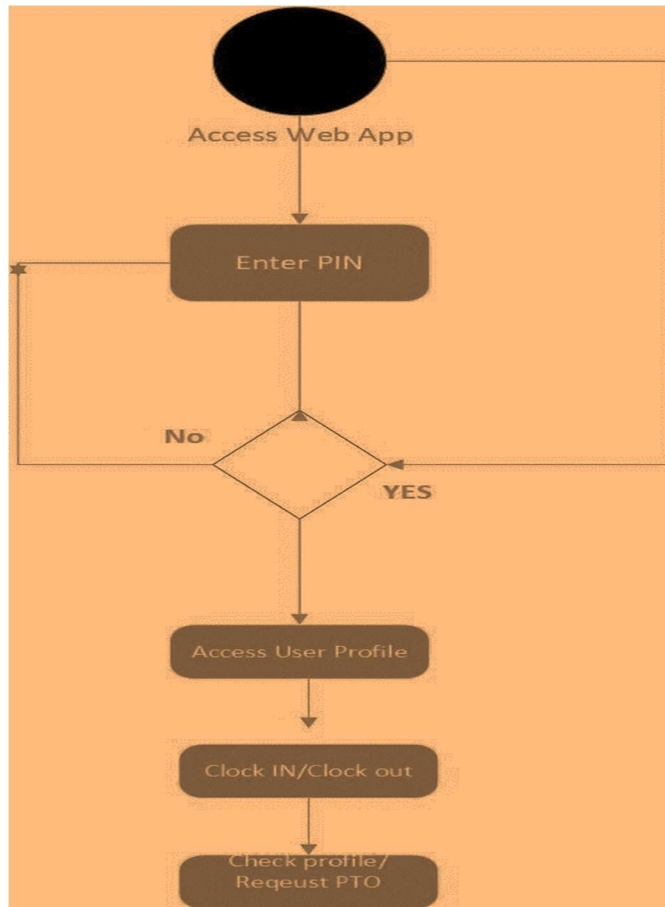 Access Web App
Enter PIN
No
YES
Access User Profile
Clock IN/Clock out
Check profile/
Reqeust PTO